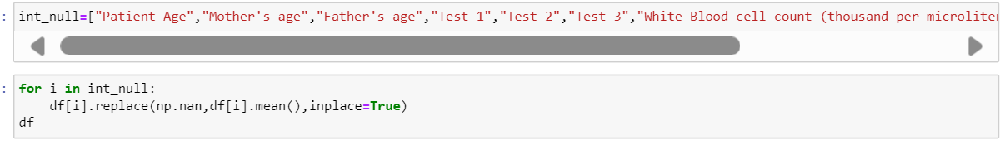 : int_null=["Patient Age","Mother's age","Father's age","Test 1","Test 2","Test 3","White Blood cell count (thousand per microliter
: for i in int_null:
    df[i].replace(np.nan,df[i].mean(),inplace=True)
df